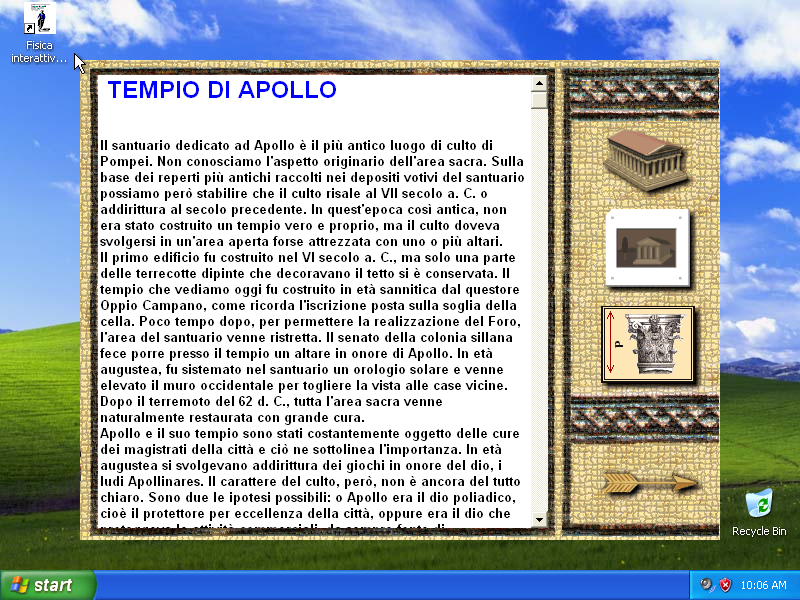 Fisica
interattiv...
TEMPIO DI APOLLO
Il santuario dedicato ad Apollo è il più antico luogo di culto di
Pompei. Non conosciamo l'aspetto originario dell'area sacra. Sulla
base dei reperti più antichi raccolti nei depositi votivi del santuario
possiamo però stabilire che il culto risale al VII secolo a. C. o
addirittura al secolo precedente. In quest'epoca così antica, non
era stato costruito un tempio vero e proprio, ma il culto doveva
svolgersi in un'area aperta forse attrezzata con uno o più altari.
Il primo edificio fu costruito nel VI secolo a. C., ma solo una parte
delle terrecotte dipinte che decoravano il tetto si è conservata. Il
tempio che vediamo oggi fu costruito in età sannitica dal questore
Oppio Campano, come ricorda l'iscrizione posta sulla soglia della
cella. Poco tempo dopo, per permettere la realizzazione del Foro,
l'area del santuario venne ristretta. Il senato della colonia sillana
fece porre presso il tempio un altare in onore di Apollo. In età
augustea, fu sistemato nel santuario un orologio solare e venne
elevato il muro occidentale per togliere la vista alle case vicine.
Dopo il terremoto del 62 d. C., tutta l'area sacra venne
naturalmente restaurata con grande cura.
Apollo e il suo tempio sono stati costantemente oggetto delle cure
dei magistrati della città e ciò ne sottolinea l'importanza. In età
augustea si svolgevano addirittura dei giochi in onore del dio, i
ludi Apollinares. Il carattere del culto, però, non è ancora del tutto
chiaro. Sono due le ipotesi possibili: o Apollo era il dio poliadico,
cioè il protettore per eccellenza della città, oppure era il dio che
P
Recycle Bin
start
10:06 AM